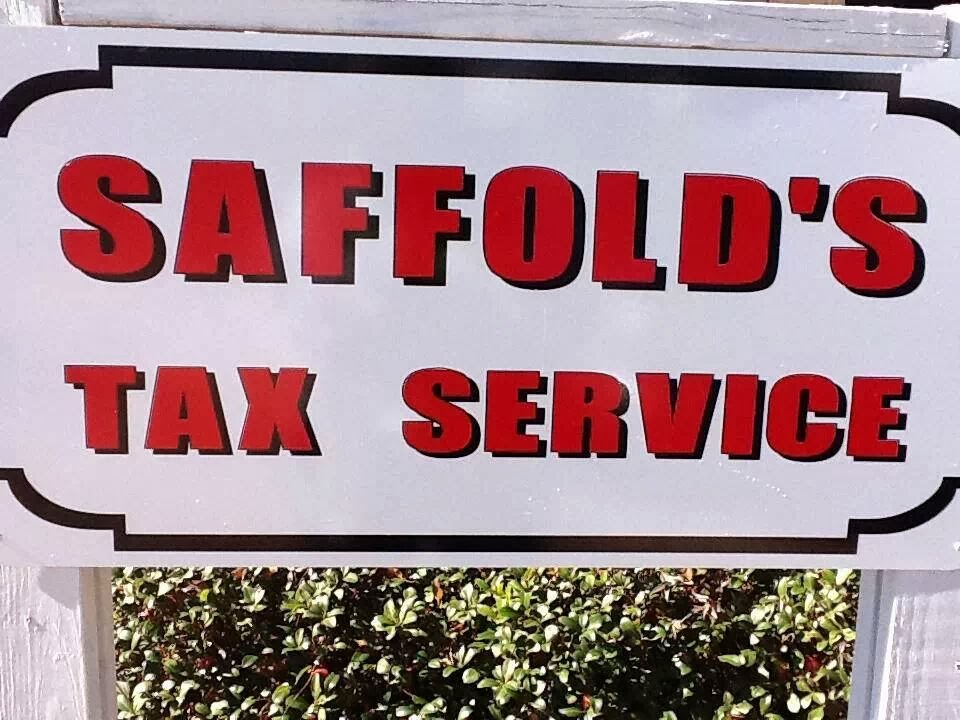 SAFFOLD'S
TAX SERVICE